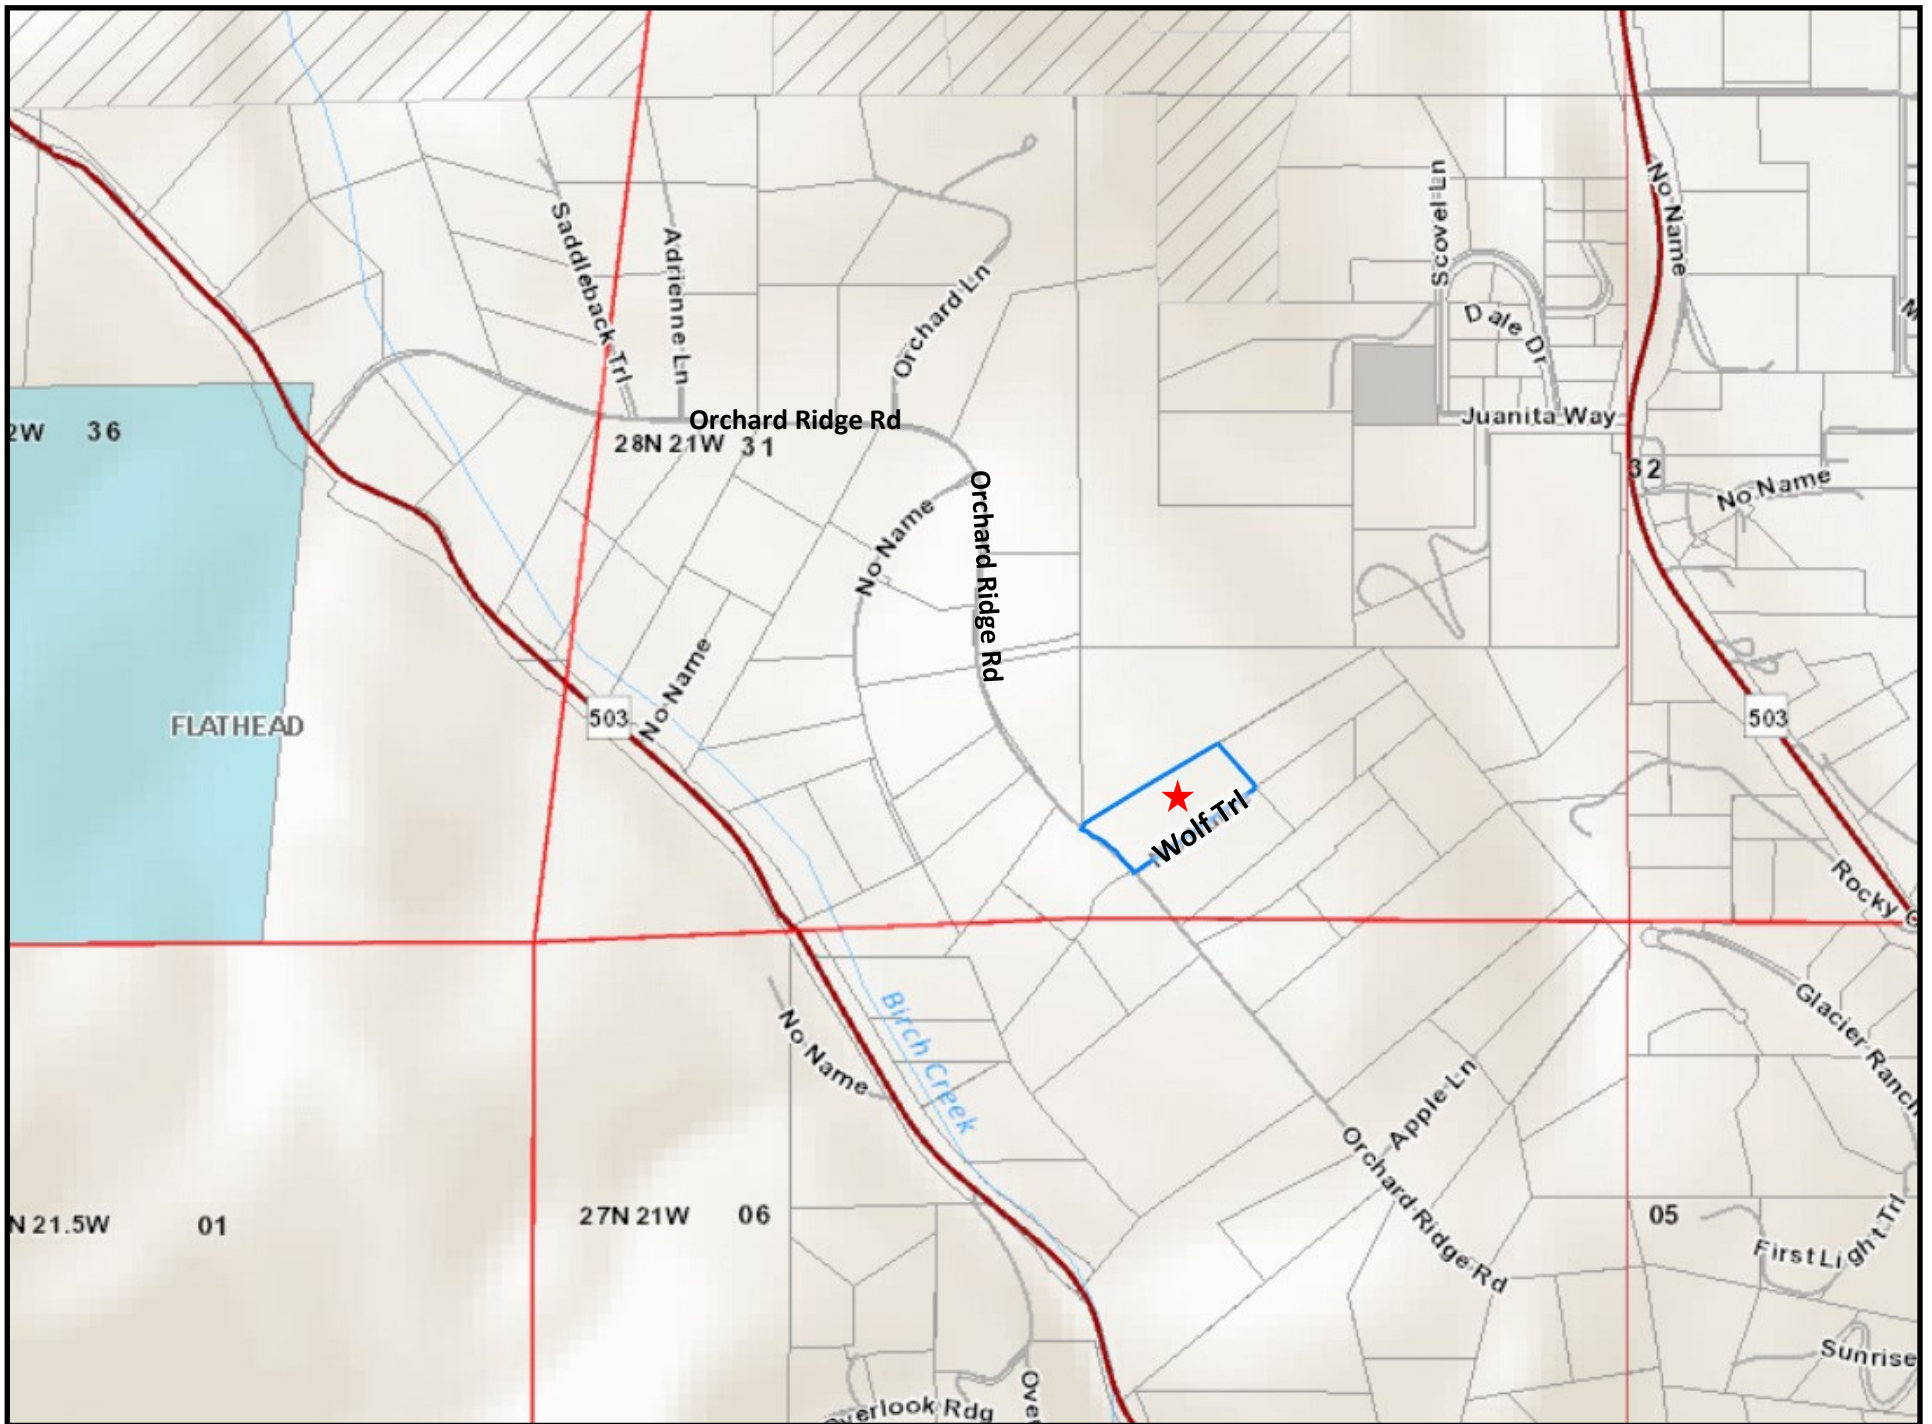 Saddleback Trl
Adrienne Ln
Orchard Ln
Scovel Ln
Dale Dr
No Name
Orchard Ridge Rd
Juanita Way
2W 36
28N 21W 31
32
No Name
Orchard Ridge Rd
No Name
No Name
503
503
FLATHEAD
Wolf Trl
Rocky
Birch Creek
No Name
Glacier Ranch
Apple Ln
Orchard Ridge Rd
N 21.5W 01
27N 21W 06
05
First Light Trl
Sunrise
Overlook Rdg